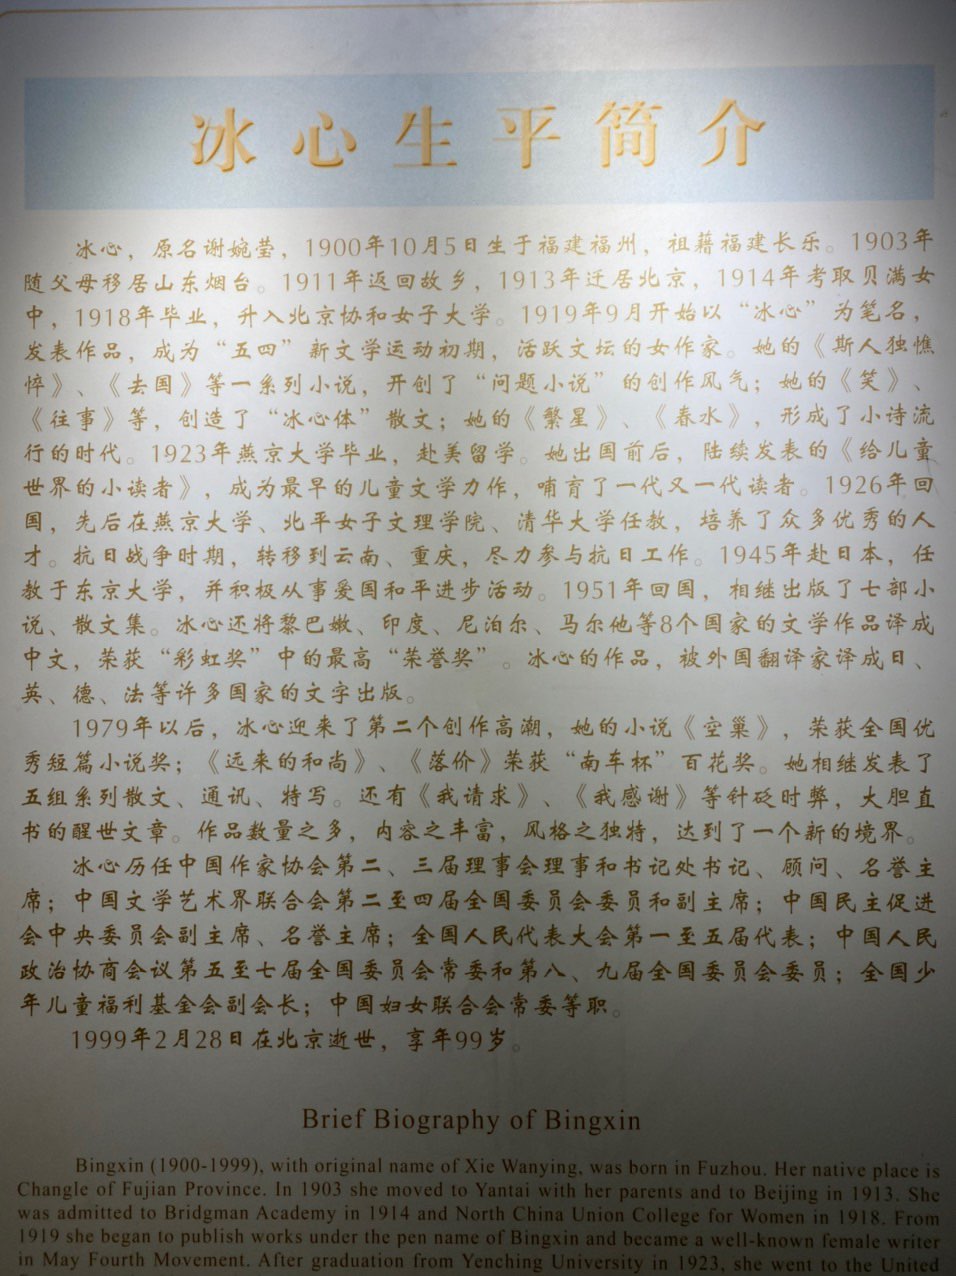 冰心生平简介
冰心，原名谢婉莹，1900年10月5日生于福建福州，祖藉福建长乐。1903年
随父母移居山东烟台。1911年返回故乡，1913年迁居北京，1914年考取贝满女
中，1918年毕业，升入北京协和女子大学。1919年9月开始以“冰心”为笔名，
发表作品，成为“五四”新文学运动初期，活跃文坛的女作家。她的《斯人独憔
悴》、《去国》等一系列小说，开创了“问题小说”的创作风气；她的《笑》、
《往事》等，创造了“冰心体”散文；她的《繁星》、《春水》，形成了小诗流
行的时代。1923年燕京大学毕业，赴美留学。她出国前后，陆续发表的《给儿童
世界的小读者》，成为最早的儿童文学力作，哺育了一代又一代读者。1926年回
国，先后在燕京大学、北平女子文理学院、清华大学任教，培养了众多优秀的人
才。抗日战争时期，转移到云南、重庆，尽力参与抗日工作。1945年赴日本，任
教于东京大学，并积极从事爱国和平进步活动。1951年回国，相继出版了七部小
说、散文集。冰心还将黎巴嫩、印度、尼泊尔、马尔他等8个国家的文学作品译成
中文，荣获“彩虹奖”中的最高“荣誉奖”。冰心的作品，被外国翻译家译成日、
英、德、法等许多国家的文字出版。
1979年以后，冰心迎来了第二个创作高潮，她的小说《空巢》，荣获全国优
秀短篇小说奖；《远来的和尚》、《落价》荣获“南车杯”百花奖。她相继发表了
五组系列散文、通讯、特写。还有《我请求》、《我感谢》等针砭时弊，大胆直
书的醒世文章。作品数量之多，内容之丰富，风格之独特，达到了一个新的境界。
冰心历任中国作家协会第二、三届理事会理事和书记处书记、顾问、名誉主
席；中国文学艺术界联合会第二至四届全国委员会委员和副主席；中国民主促进
会中央委员会副主席、名誉主席；全国人民代表大会第一至五届代表；中国人民
政治协商会议第五至七届全国委员会常委和第八、九届全国委员会委员；全国少
年儿童福利基金会副会长；中国妇女联合会常委等职。
1999年2月28日在北京逝世，享年99岁。
Brief Biography of Bingxin
Bingxin (1900-1999), with original name of Xie Wanying, was born in Fuzhou. Her native place is
Changle of Fujian Province. In 1903 she moved to Yantai with her parents and to Beijing in 1913. She
was admitted to Bridgman Academy in 1914 and North China Union College for Women in 1918. From
1919 she began to publish works under the pen name of Bingxin and became a well-known female writer
in May Fourth Movement. After graduation from Yenching University in 1923, she went to the United